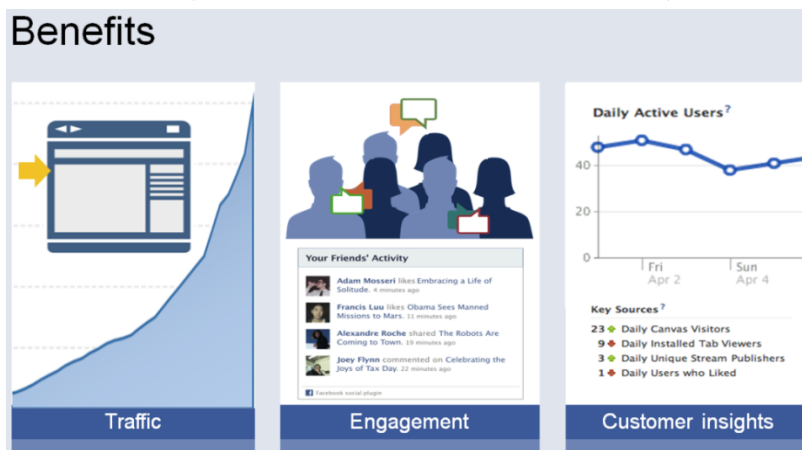 Benefits
Your Friends' Activity
Adam Mosseri likes Embracing a Life of
Solitude. 4 minutes ago
Francis Luu likes Obama Sees Manned
Missions to Mars. 11 minutes ago
Alexandre Roche shared The Robots Are
Coming to Town. 19 minutes ago
Joey Flynn commented on Celebrating the
Joys of Tax Day. 22 minutes ago
Facebook social plugin
Daily Active Users?
40
20
0
Fri
Apr 2
Sun
Apr 4
Key Sources?
23 Daily Canvas Visitors
9 Daily Installed Tab Viewers
3 Daily Unique Stream Publishers
1 Daily Users who Liked
Traffic
Engagement
Customer insights